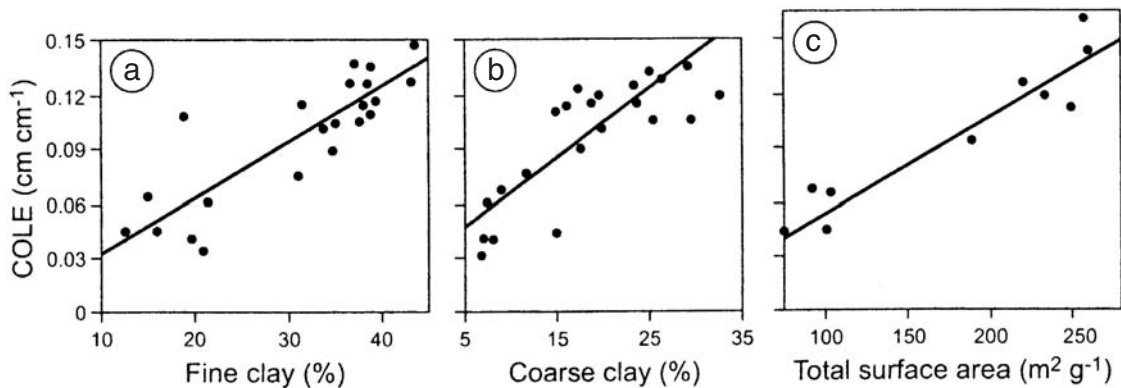 COLE (cm cm⁻¹)
0.15
0.12
0.09
0.06
0.03
0
a
10
20
30
40
Fine clay (%)
b
5
15
25
35
Coarse clay (%)
c
100
150
200
250
Total surface area (m² g⁻¹)